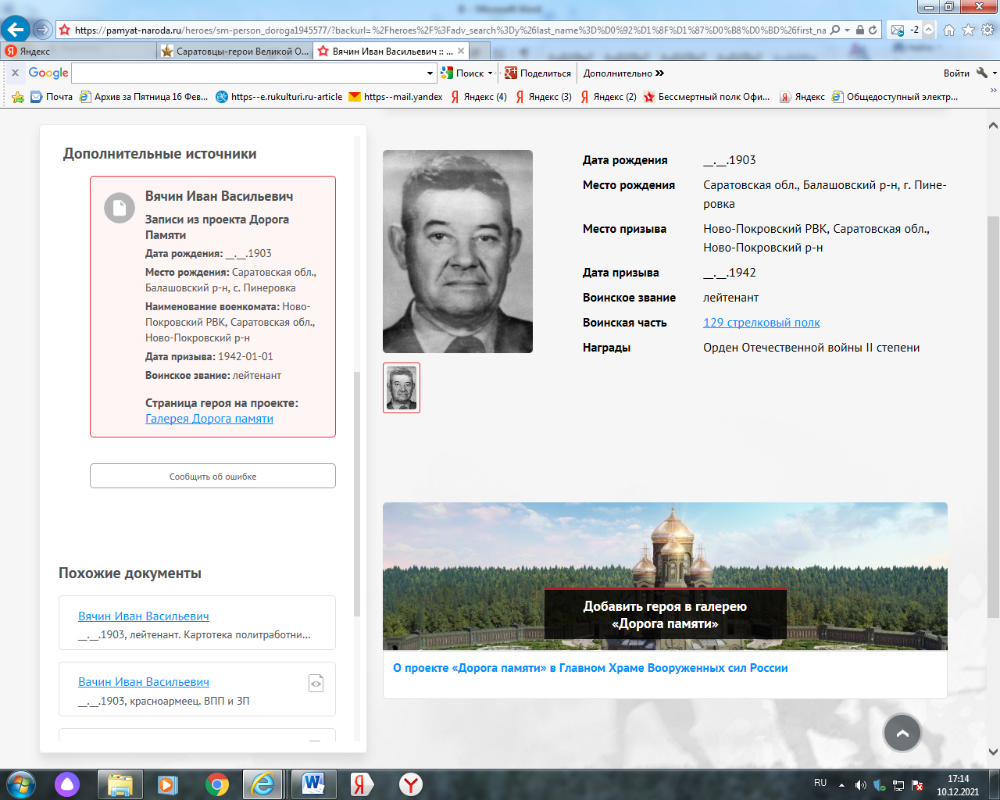 https://pamyat-naroda.ru/heroes/sm-person_doroga1945577/?backurl=%2Fheroes%2F%3Fadv_search%3Dy%26last_name%3D%D0%92%D1%8F%D1%87%D0%B8%D0%BD%26first_na
-2
Яндекс
Саратовцы-герои Великой О...
Вячин Иван Васильевич :: ...
Google
Поиск
Поделиться
Дополнительно
Войти
Почта
Архив за Пятница 16 Фев...
https--e.rukulturi.ru-article
https--mail.yandex
Яндекс (4)
Яндекс (3)
Яндекс (2)
Бессмертный полк Офи...
Яндекс
Общедоступный электр...
Дополнительные источники
Вячин Иван Васильевич
Записи из проекта Дорога
Памяти
Дата рождения: __.__.1903
Место рождения: Саратовская обл.,
Балашовский р-н, с. Пинеровка
Наименование военкомата: Ново-
Покровский РВК, Саратовская обл.,
Ново-Покровский р-н
Дата призыва: 1942-01-01
Воинское звание: лейтенант
Страница героя на проекте:
Галерея Дорога памяти
Сообщить об ошибке
Похожие документы
Вячин Иван Васильевич
__.__.1903, лейтенант. Картотека политработни...
Вачин Иван Васильевич
__.__.1903, красноармеец. ВПП и ЗП
Дата рождения __.__.1903
Место рождения Саратовская обл., Балашовский р-н, г. Пине-
ровка
Место призыва Ново-Покровский РВК, Саратовская обл.,
Ново-Покровский р-н
Дата призыва __.__.1942
Воинское звание лейтенант
Воинская часть 129 стрелковый полк
Награды Орден Отечественной войны II степени
Добавить героя в галерею
«Дорога памяти»
О проекте «Дорога памяти» в Главном Храме Вооруженных сил России
RU
17:14
10.12.2021